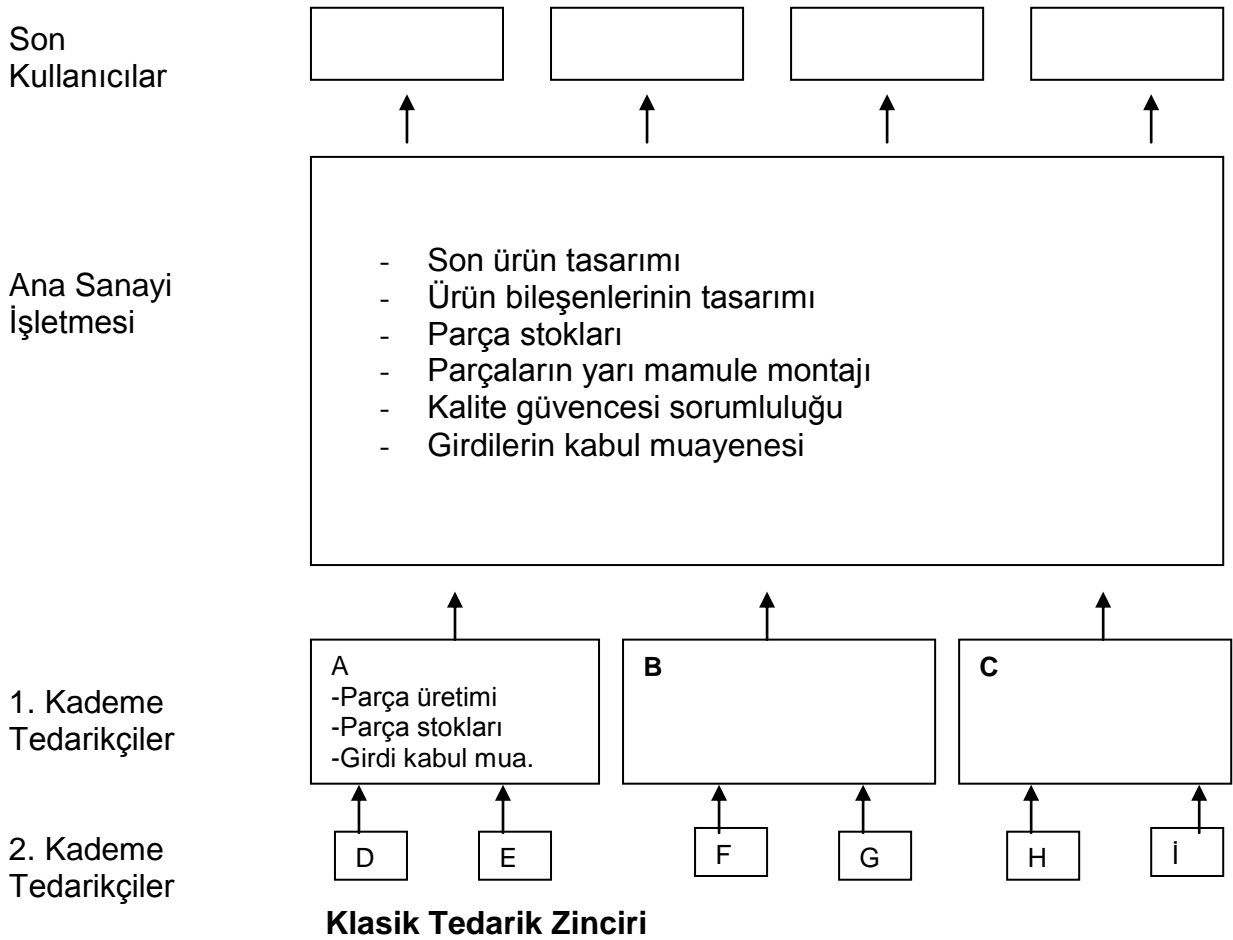 Son
Kullanıcılar
Ana Sanayi
İşletmesi
- Son ürün tasarımı
- Ürün bileşenlerinin tasarımı
- Parça stokları
- Parçaların yarı mamule montajı
- Kalite güvencesi sorumluluğu
- Girdilerin kabul muayenesi
1. Kademe
Tedarikçiler
A
-Parça üretimi
-Parça stokları
-Girdi kabul mua.
B
C
2. Kademe
Tedarikçiler
D
E
F
G
H
İ
Klasik Tedarik Zinciri